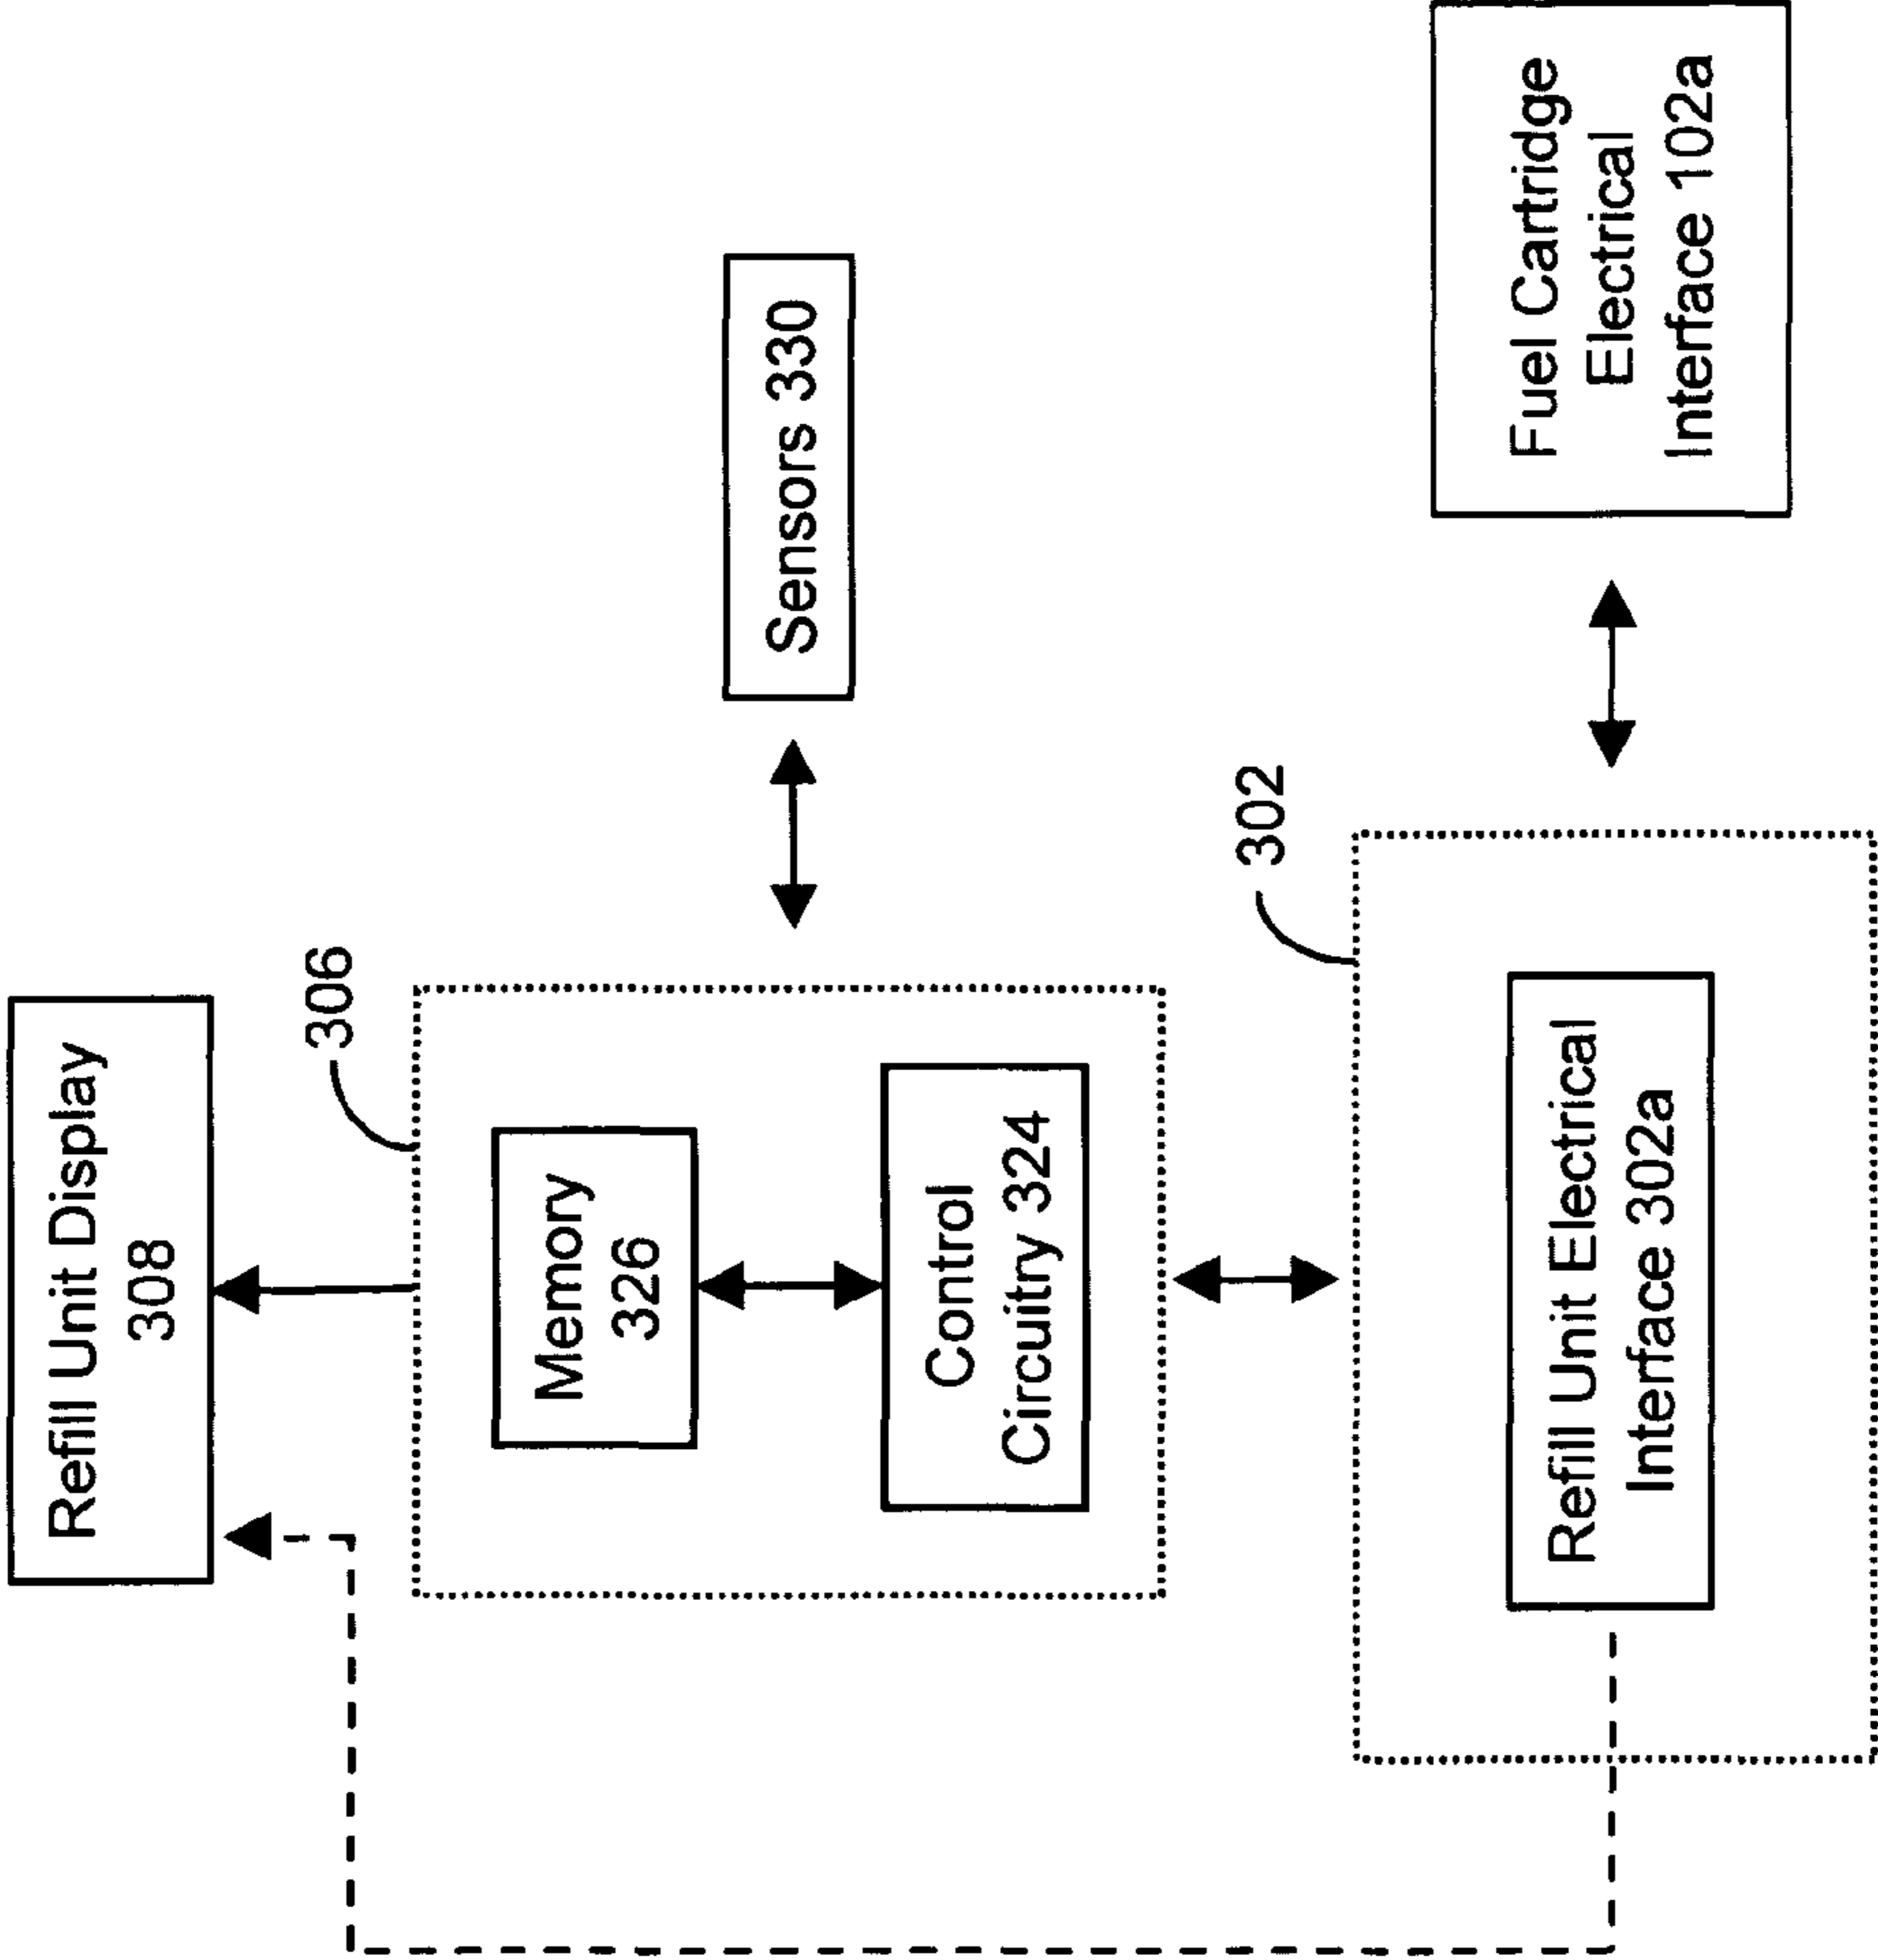 Refill Unit Display
308
306
Memory
326
Control
Circuitry 324
Sensors 330
302
Refill Unit Electrical
Interface 302a
Fuel Cartridge
Electrical
Interface 102a